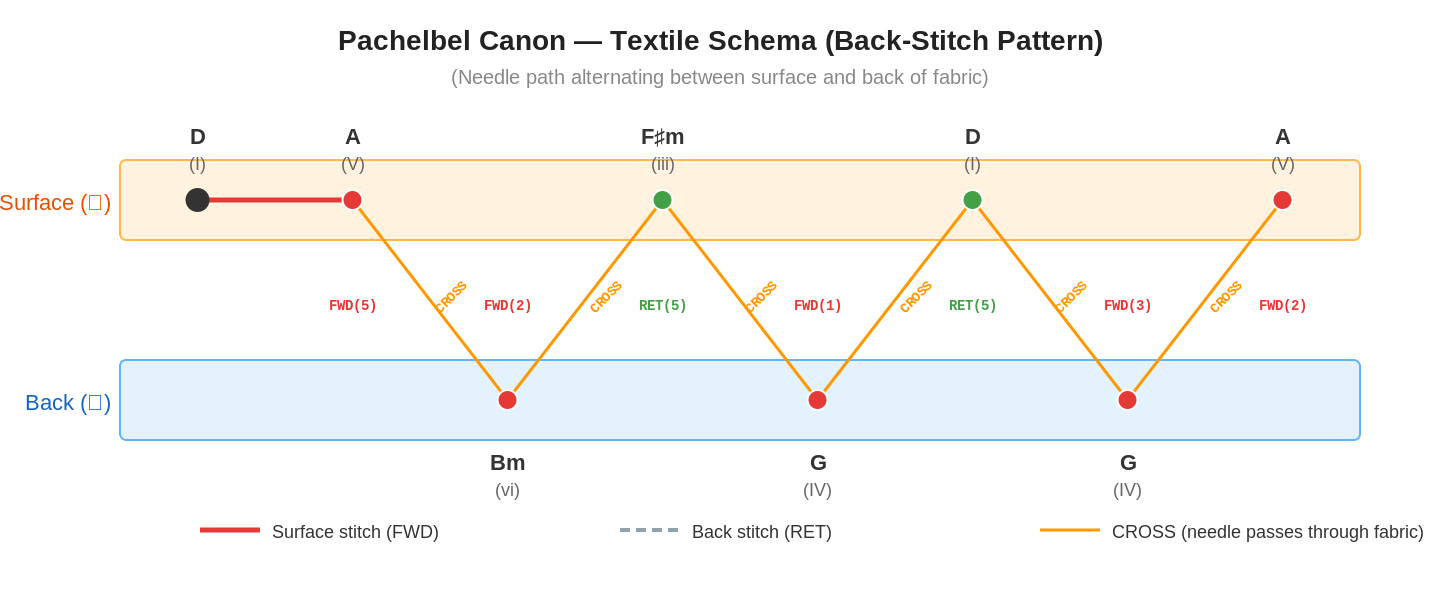 Pachelbel Canon — Textile Schema (Back-Stitch Pattern)
(Needle path alternating between surface and back of fabric)
D A F♯m D A
(I) (V) (iii) (I) (V)
Surface (□)
CROSS CROSS CROSS CROSS CROSS CROSS
FWD(5) FWD(2) RET(5) FWD(1) RET(5) FWD(3) FWD(2)
Back (□)
Bm G G
(vi) (IV) (IV)
Surface stitch (FWD) Back stitch (RET) CROSS (needle passes through fabric)